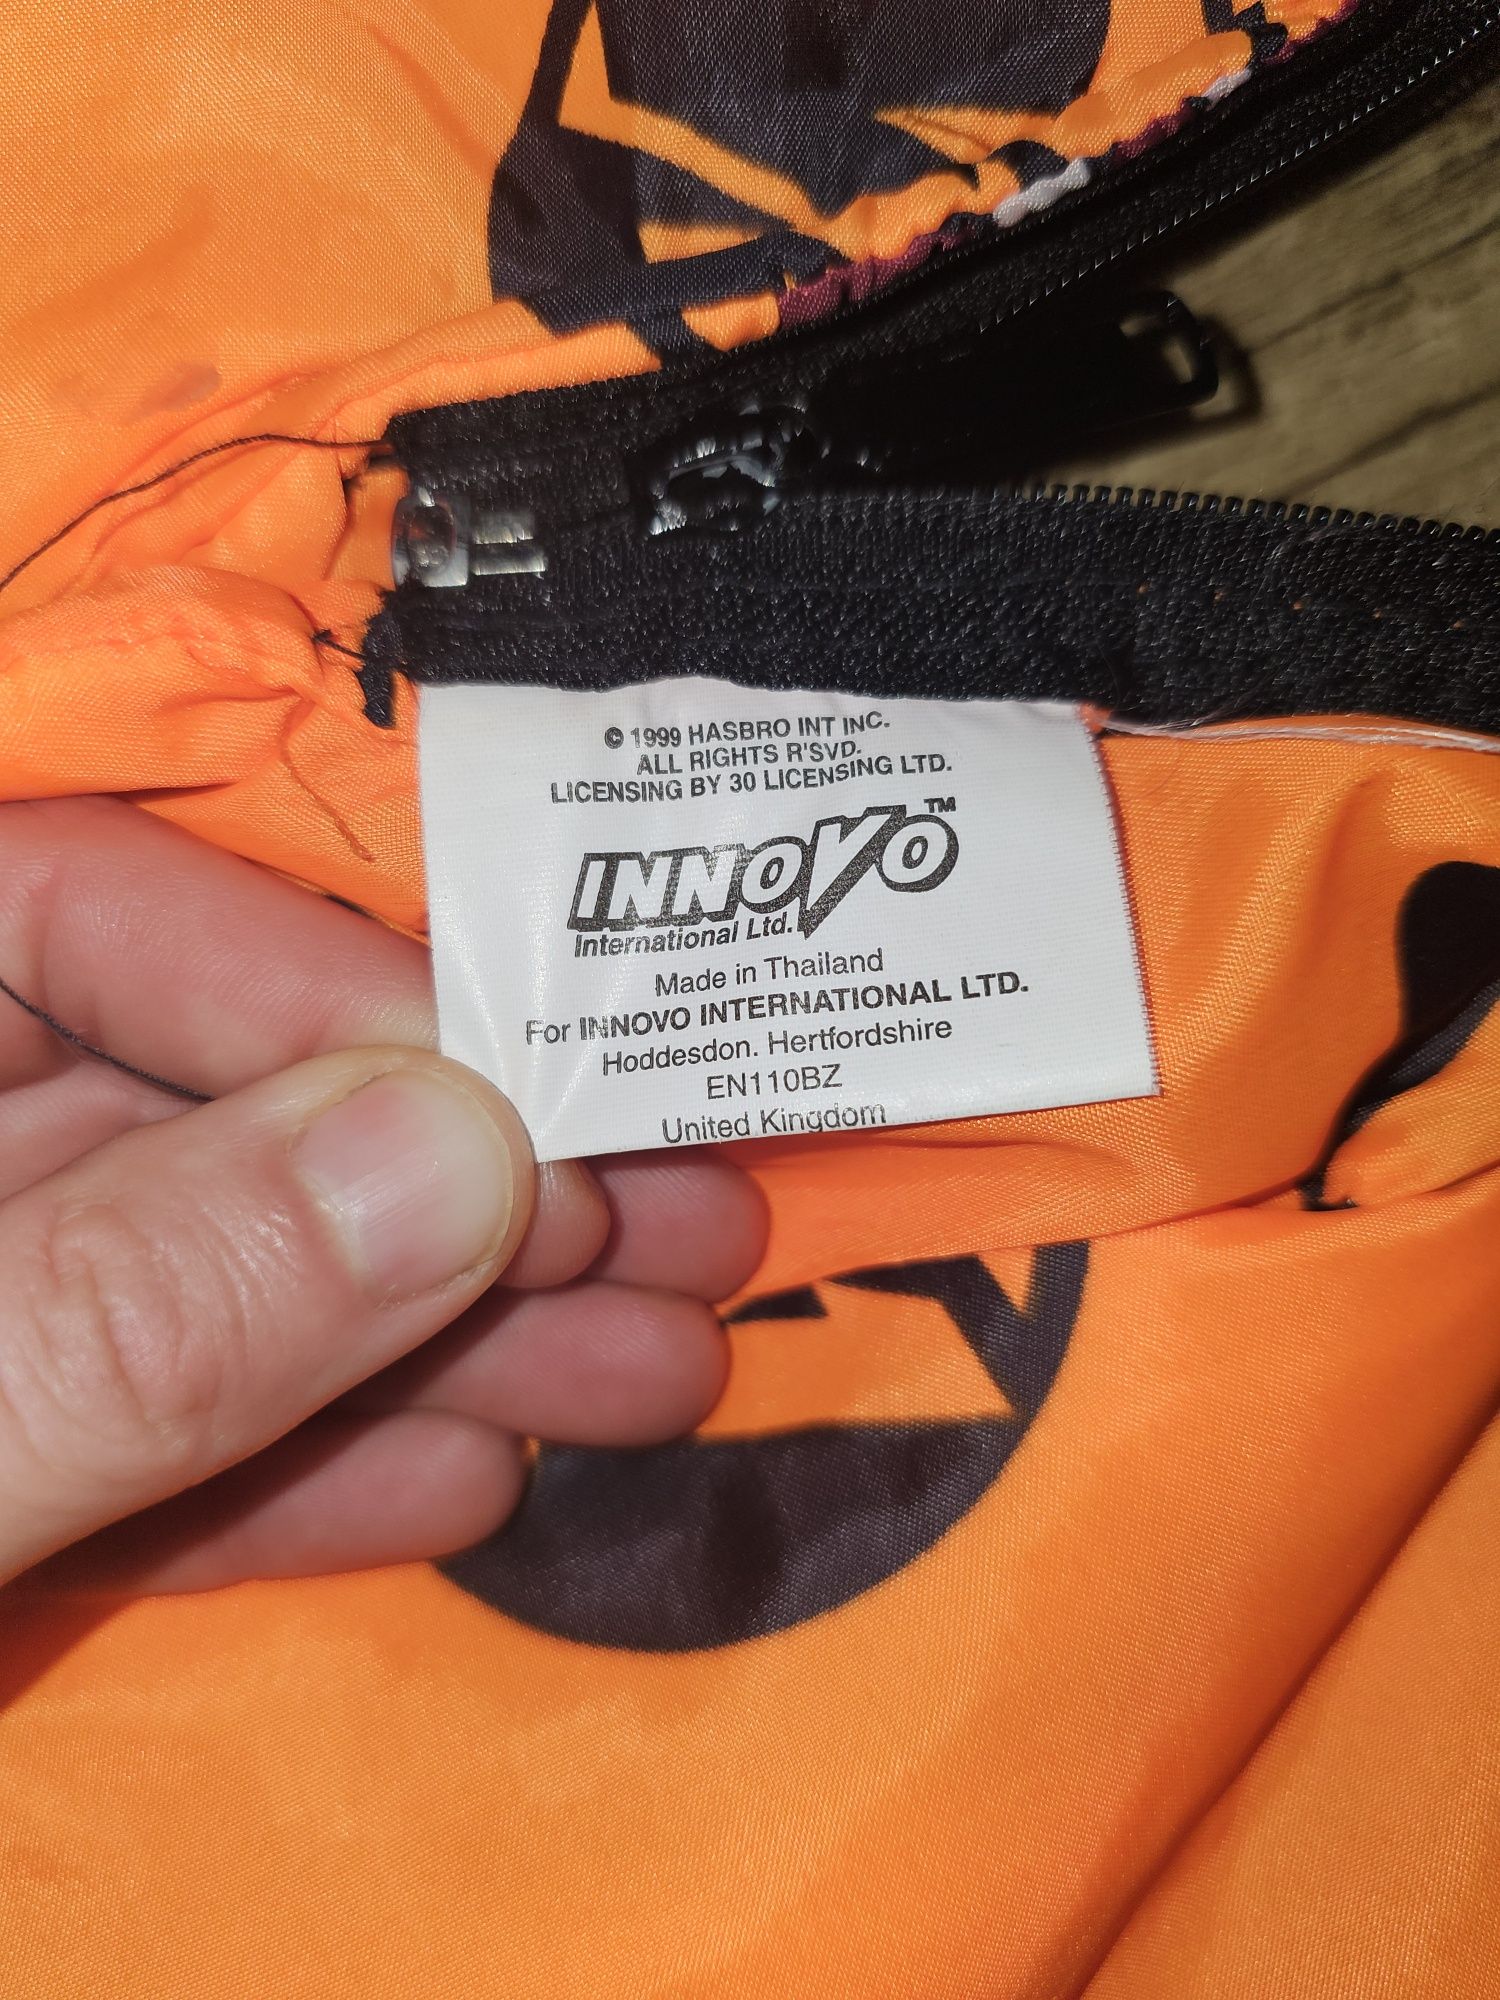 © 1999 HASBRO INT INC.
ALL RIGHTS R'SVD.
LICENSING BY 30 LICENSING LTD.
INNOVO™
International Ltd.
Made in Thailand
For INNOVO INTERNATIONAL LTD.
Hoddesdon. Hertfordshire
EN110BZ
United Kingdom